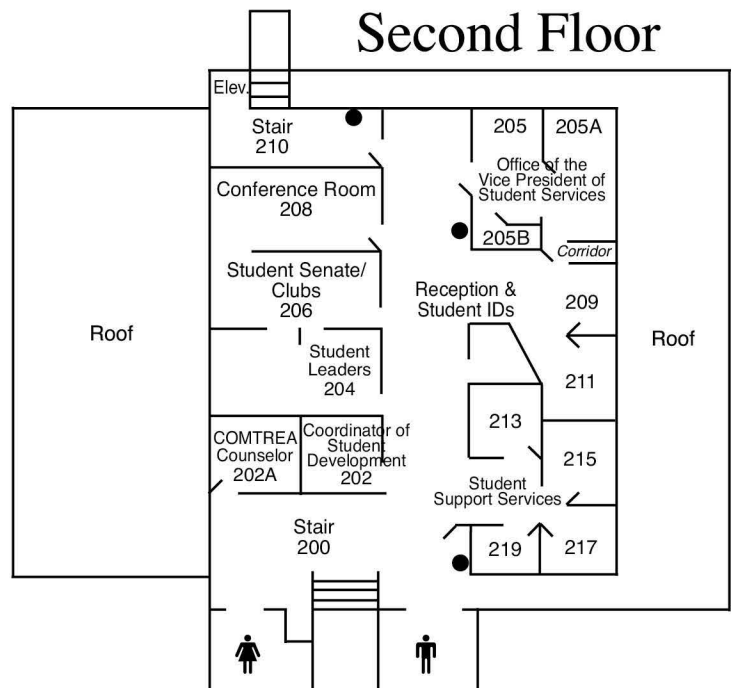 Second Floor
Elev.
Stair
210
205
205A
Office of the
Vice President of
Student Services
Conference Room
208
205B
Corridor
Student Senate/
Clubs
206
Reception &
Student IDs
209
Roof
Roof
Student
Leaders
204
211
213
COMTREA
Counselor
202A
Coordinator of
Student
Development
202
215
Student
Support Services
Stair
200
219
217